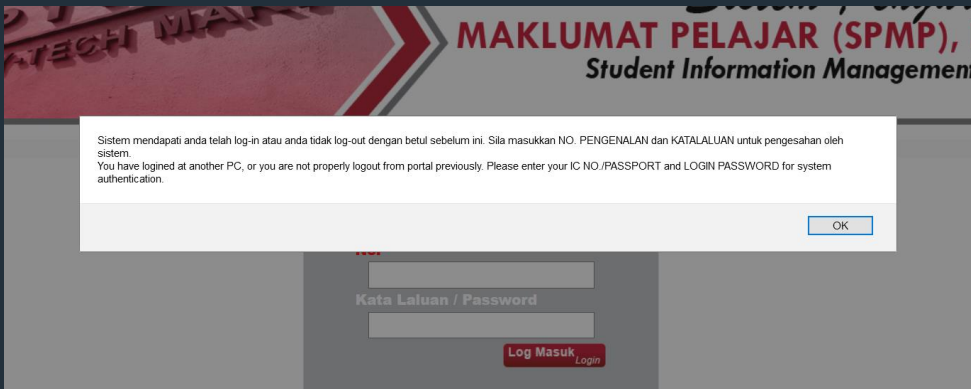 MAKLUMAT PELAJAR (SPMP),
Student Information Management
Sistem mendapati anda telah log-in atau anda tidak log-out dengan betul sebelum ini. Sila masukkan NO. PENGENALAN dan KATALALUAN untuk pengesahan oleh
sistem.
You have logined at another PC, or you are not properly logout from portal previously. Please enter your IC NO./PASSPORT and LOGIN PASSWORD for system
authentication.
OK
Kata Laluan / Password
Log Masuk
Login